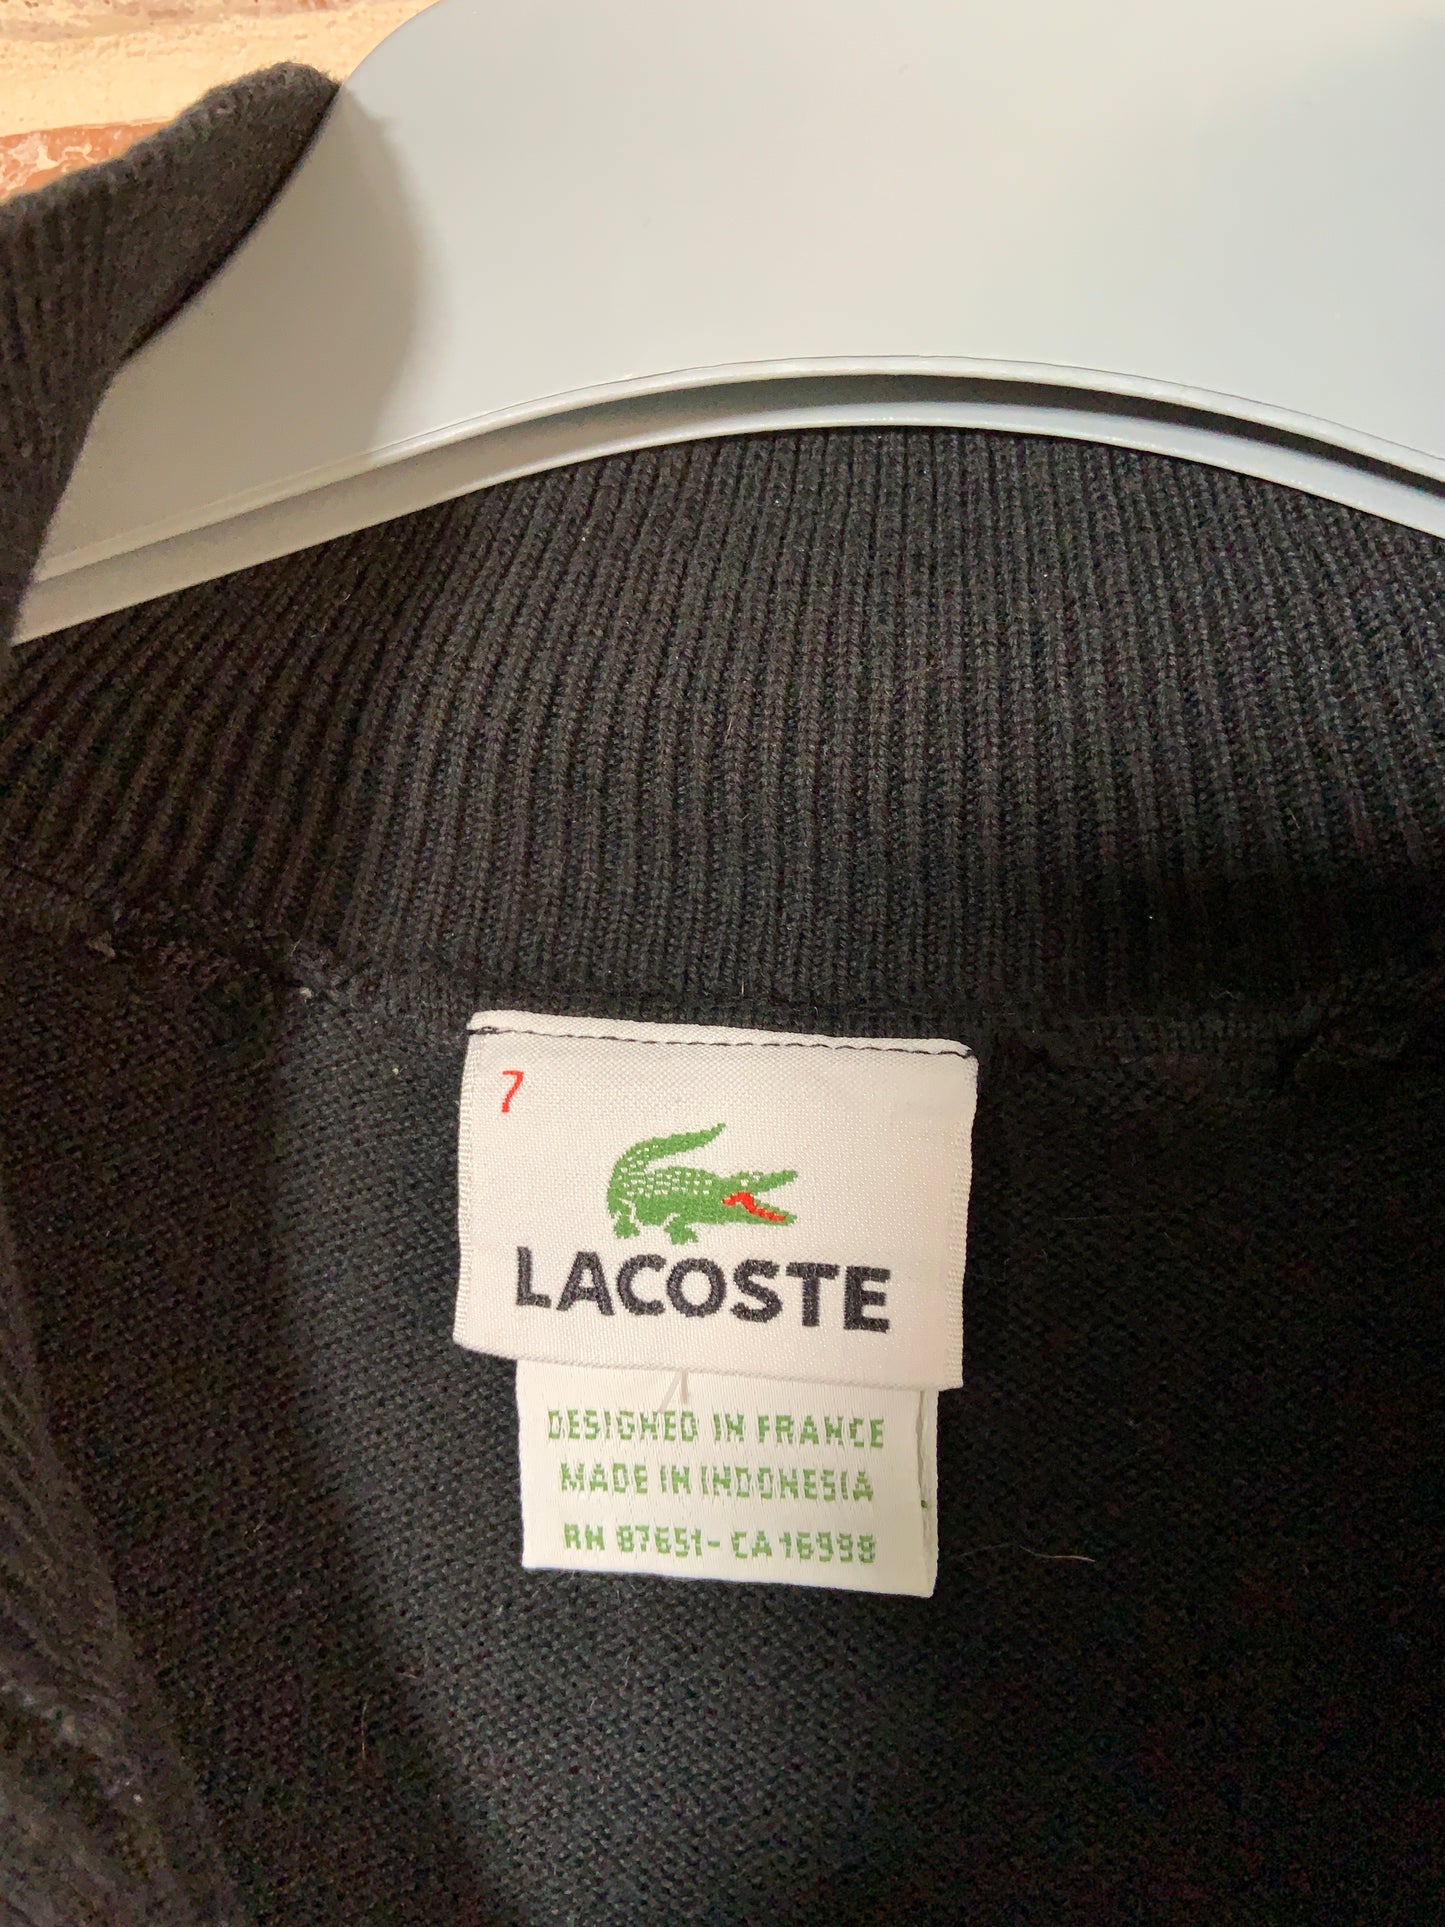 7
LACOSTE
DESIGNED IN FRANCE
MADE IN INDONESIA
RN 87651 - CA 16998